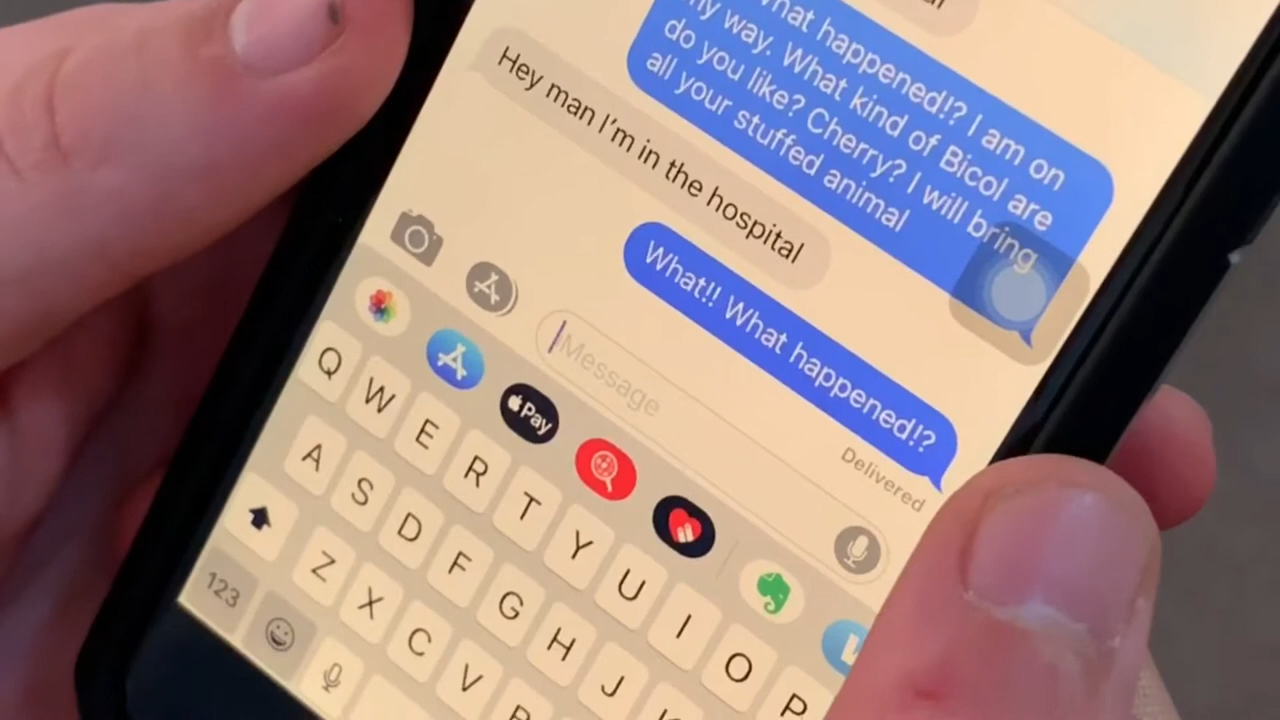 What happened!? I am on
my way. What kind of Bicol are
do you like? Cherry? I will bring
all your stuffed animal
Hey man I'm in the hospital
What!! What happened!?
Delivered
iMessage
Pay
Q W E R T Y U I O P
A S D F G H J
Z X C V
123